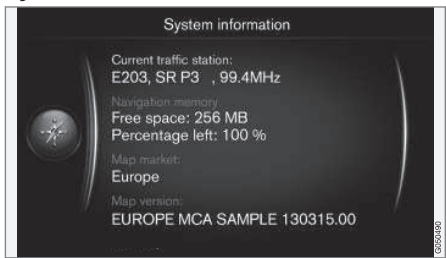 System information
Current traffic station:
E203, SR P3 , 99.4MHz
Navigation memory
Free space: 256 MB
Percentage left: 100 %
Map market:
Europe
Map version:
EUROPE MCA SAMPLE 130315.00
G050490